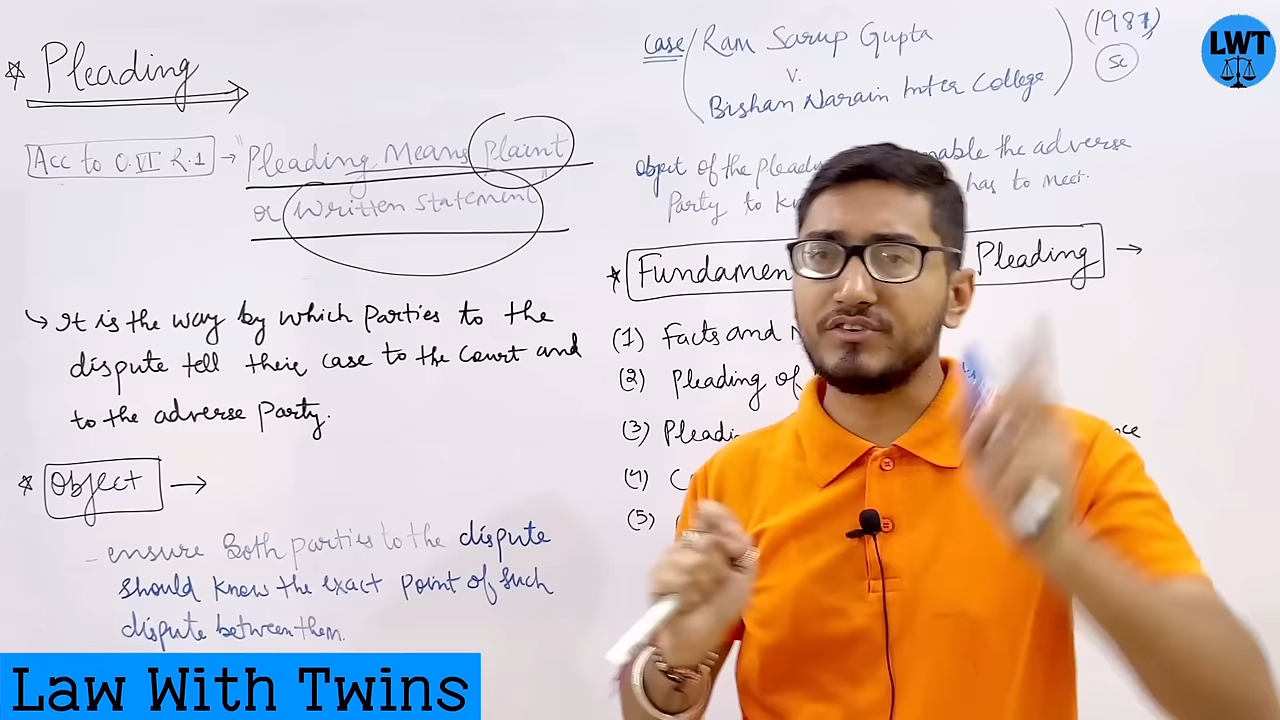 Pleading
Acc to O.VI R.1 → "Pleading Means Plaint
or Written Statement"
It is the way by which parties to the
dispute tell their case to the Court and
to the adverse Party.
Object →
- ensure Both parties to the dispute
should know the exact point of such
dispute between them.
Case Ram Sarup Gupta (1987)
v. SC
Bishan Narain Inter College
Object of the Pleadi enable the adverse
Party to has to meet.
Pleading →
(1) Facts and
(2) Pleading of
(3)
(4)
(5)
LWT
Law With Twins